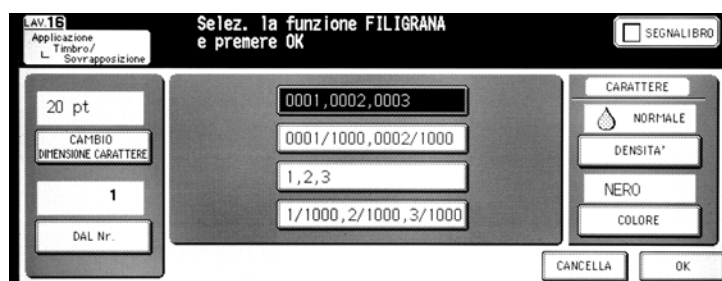 LAV.16
Applicazione
Timbro/
Sovrapposizione
Selez. la funzione FILIGRANA
e premere OK
SEGNALIBRO
20 pt
CAMBIO
DIMENSIONE CARATTERE
1
DAL Nr.
0001,0002,0003
0001/1000,0002/1000
1,2,3
1/1000,2/1000,3/1000
CARATTERE
NORMALE
DENSITA'
NERO
COLORE
CANCELLA
OK